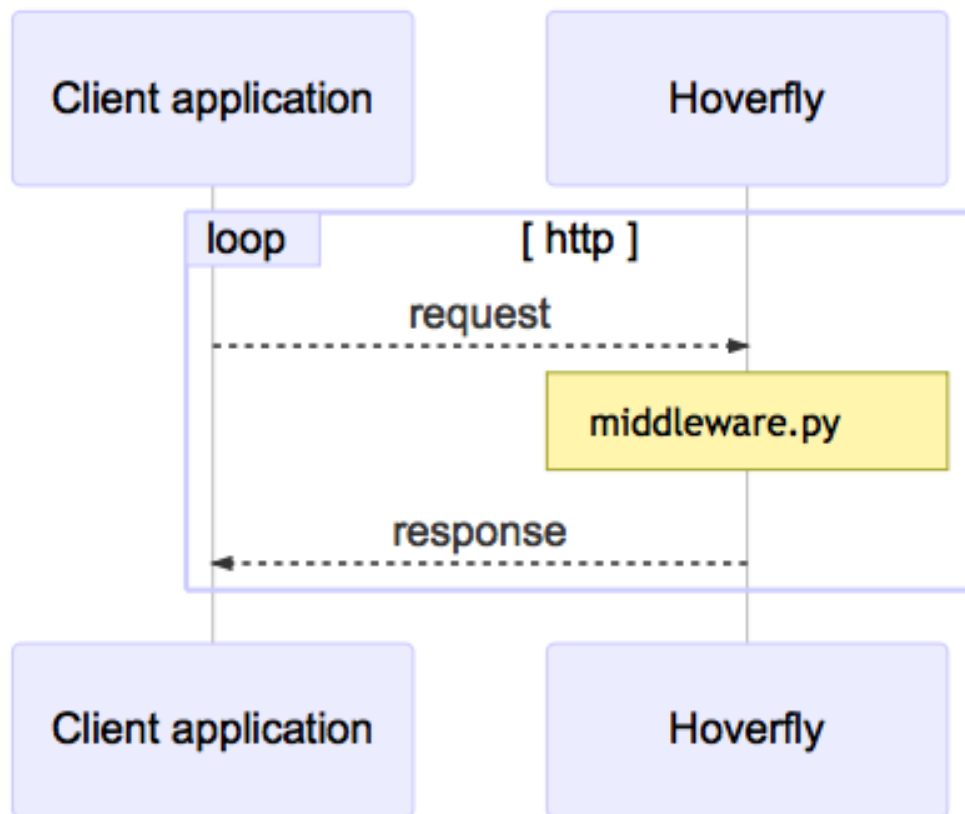 Client application
Hoverfly
loop
[ http ]
request
middleware.py
response
Client application
Hoverfly